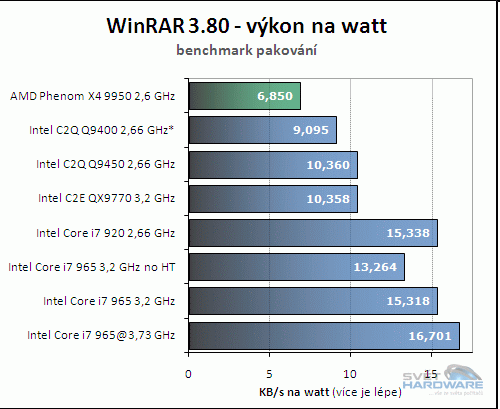 WinRAR 3.80 - výkon na watt
benchmark pakování
AMD Phenom X4 9950 2,6 GHz 6,850
Intel C2Q Q9400 2,66 GHz* 9,095
Intel C2Q Q9450 2,66 GHz 10,360
Intel C2E QX9770 3,2 GHz 10,358
Intel Core i7 920 2,66 GHz 15,338
Intel Core i7 965 3,2 GHz no HT 13,264
Intel Core i7 965 3,2 GHz 15,318
Intel Core i7 965@3,73 GHz 16,701
0 5 10 15
KB/s na watt (více je lépe)
SVĚT
HARDWARE